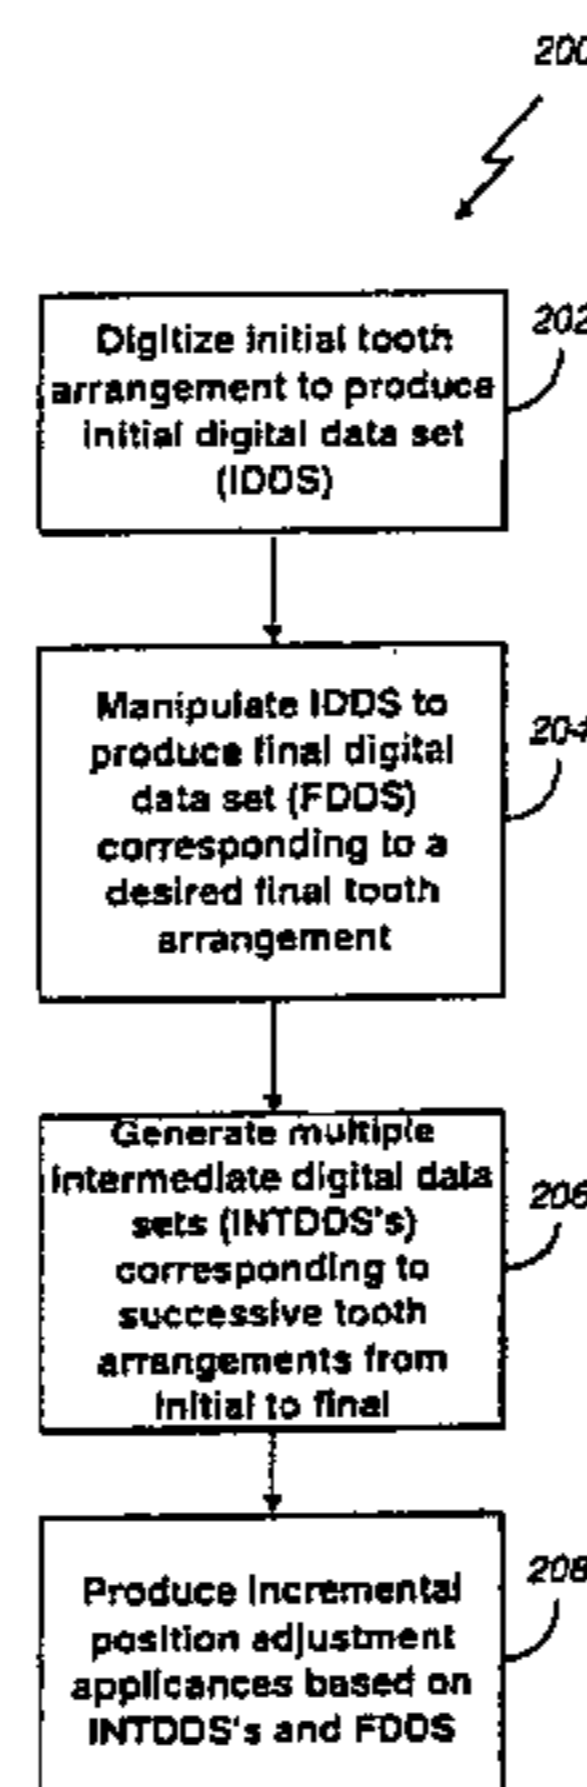 200
202
Digitize initial tooth
arrangement to produce
initial digital data set
(IDDS)
204
Manipulate IDDS to
produce final digital
data set (FDDS)
corresponding to a
desired final tooth
arrangement
206
Generate multiple
intermediate digital data
sets (INTDDS's)
corresponding to
successive tooth
arrangements from
initial to final
208
Produce incremental
position adjustment
applicances based on
INTDDS's and FDDS